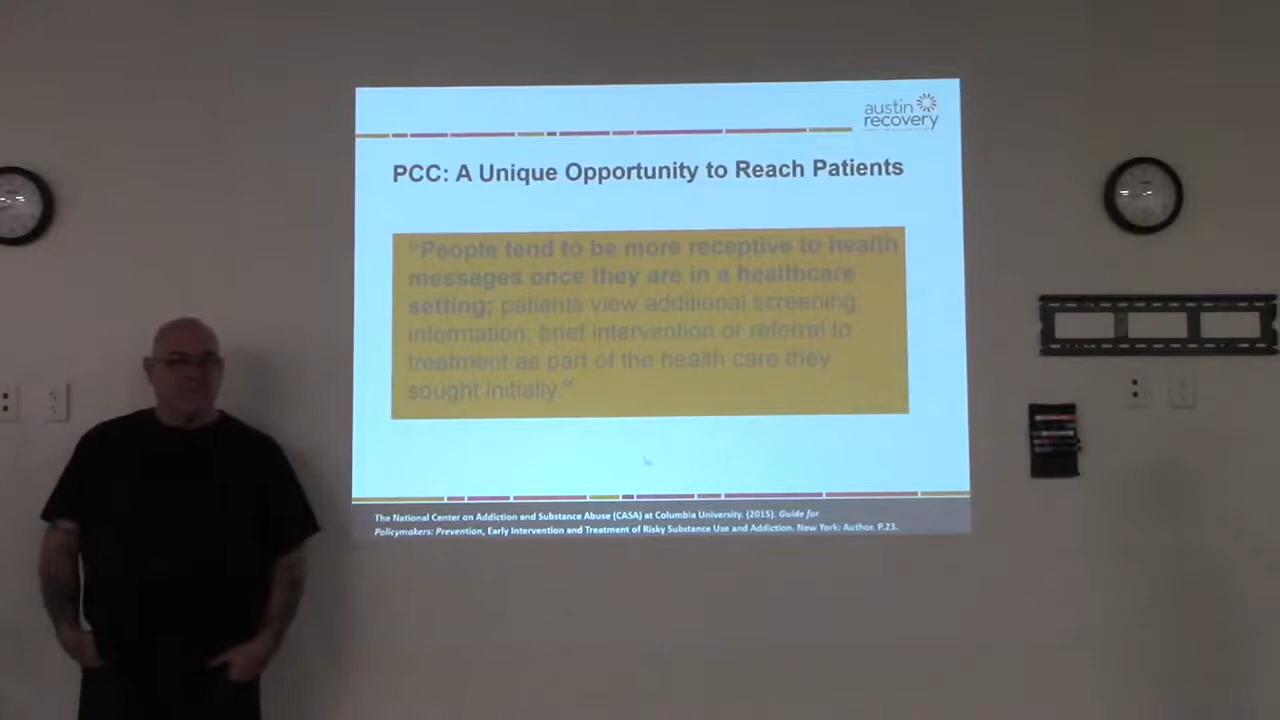 austin
recovery
PCC: A Unique Opportunity to Reach Patients
“People tend to be more receptive to health
messages once they are in a healthcare
setting; patients view additional screening,
information, brief intervention or referral to
treatment as part of the health care they
sought initially.”
The National Center on Addiction and Substance Abuse (CASA) at Columbia University. (2015). Guide for
Policymakers: Prevention, Early Intervention and Treatment of Risky Substance Use and Addiction. New York: Author. P.23.